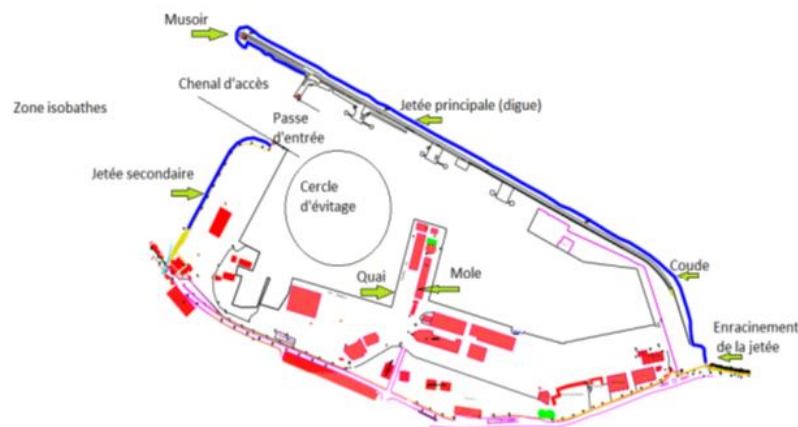 Musoir
Chenal d'accès
Zone isobathes
Jetée principale (digue)
Passe
d'entrée
Jetée secondaire
Cercle
d'évitage
Quai
Mole
Coude
Enracinement
de la jetée